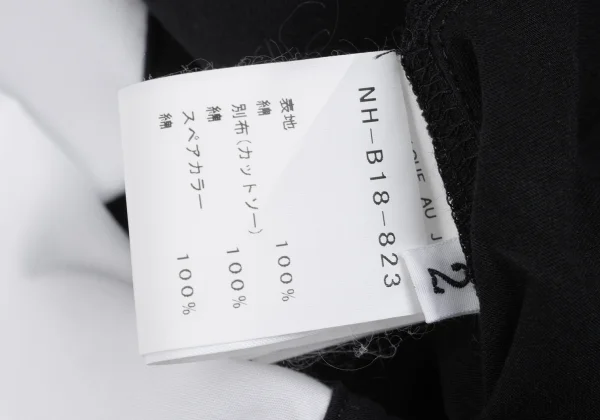 NH-B18-823
表地
綿 100%
別布(カットソー)
綿 100%
スペアカラー
綿 100%
AU J
2